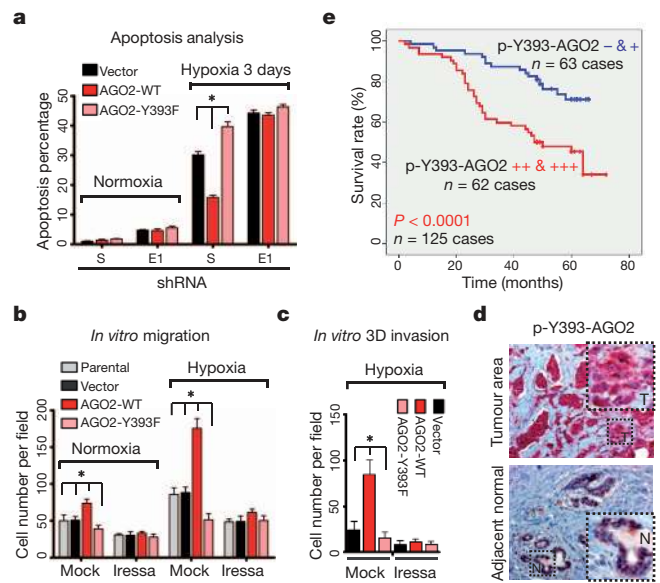 a
Apoptosis analysis
Vector
AGO2-WT
AGO2-Y393F
Hypoxia 3 days
*
Normoxia
Apoptosis percentage
50
40
30
20
10
0
S
E1
S
E1
shRNA
b
In vitro migration
Parental
Vector
AGO2-WT
AGO2-Y393F
Hypoxia
*
Normoxia
*
Cell number per field
200
150
100
50
0
Mock
Iressa
Mock
Iressa
c
In vitro 3D invasion
Hypoxia
Vector
AGO2-WT
AGO2-Y393F
*
Cell number per field
150
100
50
0
Mock
Iressa
d
p-Y393-AGO2
Tumour area
T
T
Adjacent normal
N
N
e
p-Y393-AGO2 – & +
n = 63 cases
p-Y393-AGO2 ++ & +++
n = 62 cases
P < 0.0001
n = 125 cases
Survival rate (%)
100
80
60
40
20
0
0
20
40
60
80
Time (months)